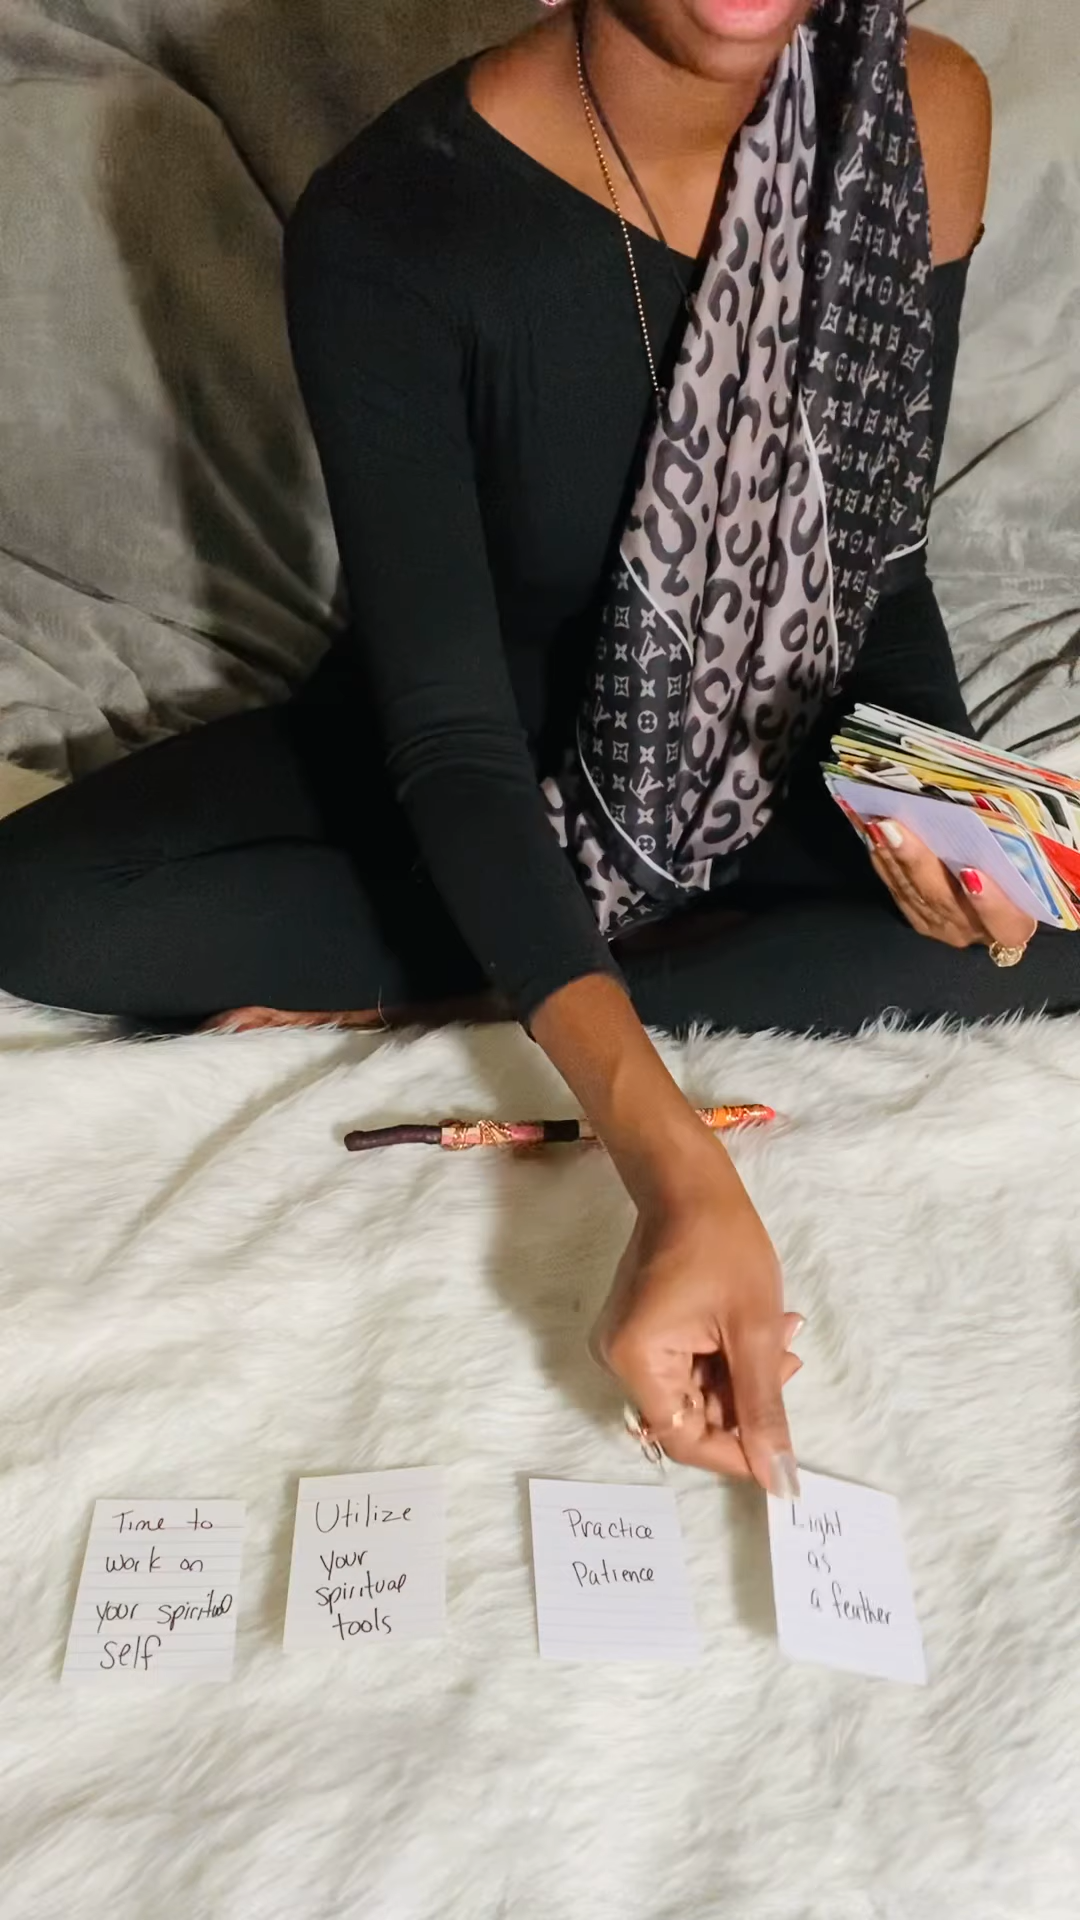 Time to
work on
your spiritual
self
Utilize
your
spiritual
tools
Practice
Patience
Light
as
a feather